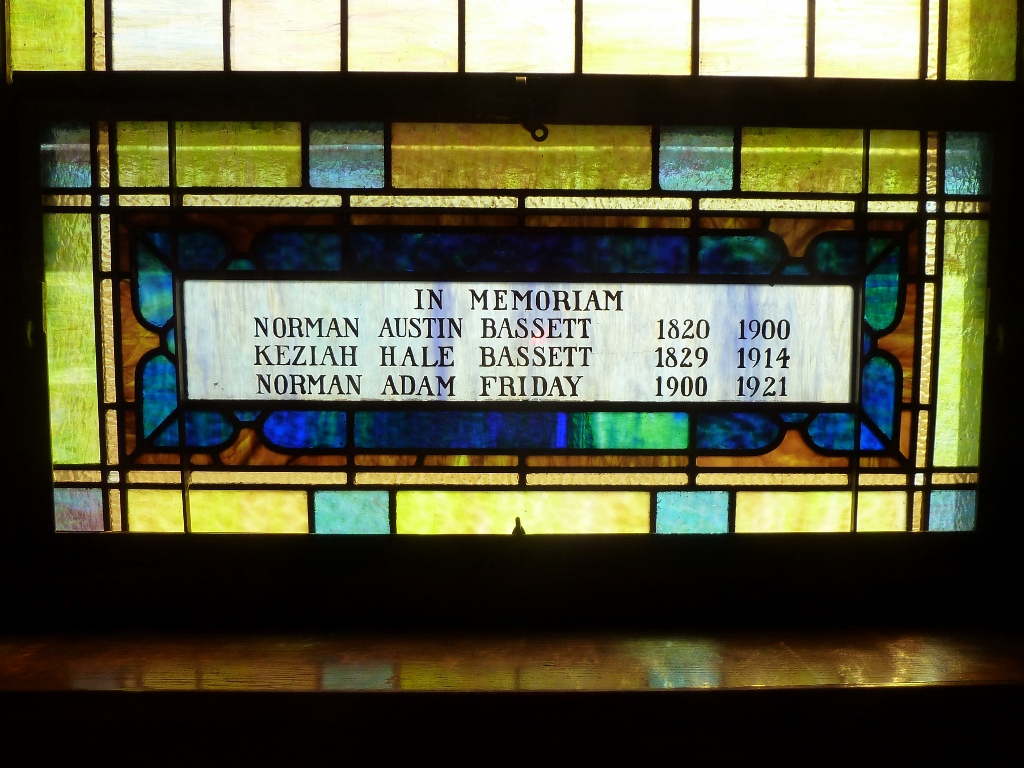 IN MEMORIAM
NORMAN AUSTIN BASSETT 1820 1900
KEZIAH HALE BASSETT 1829 1914
NORMAN ADAM FRIDAY 1900 1921